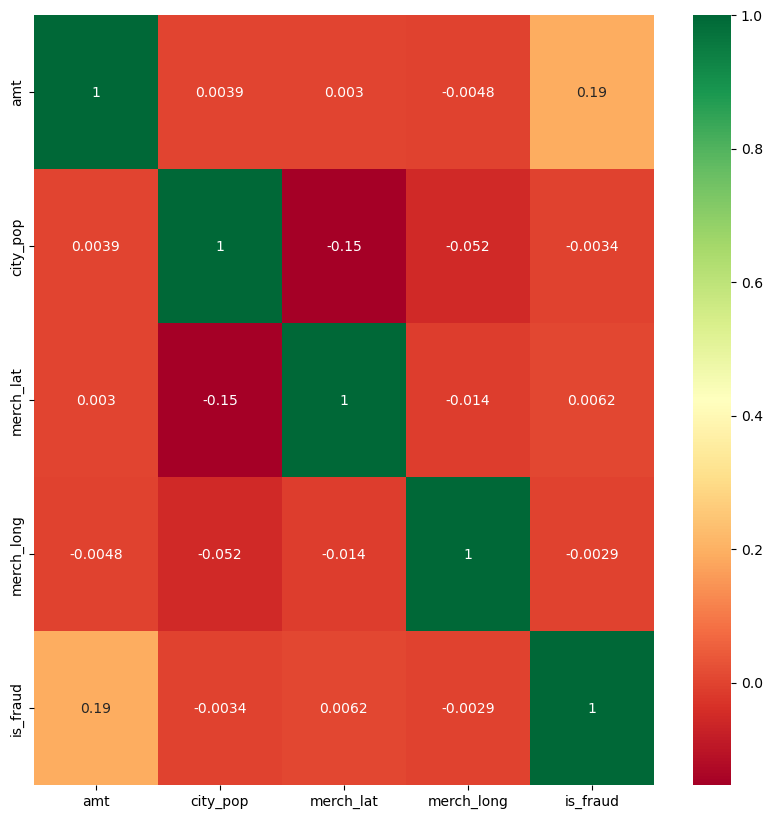 amt 1 0.0039 0.003 -0.0048 0.19
city_pop 0.0039 1 -0.15 -0.052 -0.0034
merch_lat 0.003 -0.15 1 -0.014 0.0062
merch_long -0.0048 -0.052 -0.014 1 -0.0029
is_fraud 0.19 -0.0034 0.0062 -0.0029 1
amt city_pop merch_lat merch_long is_fraud
1.0
0.8
0.6
0.4
0.2
0.0